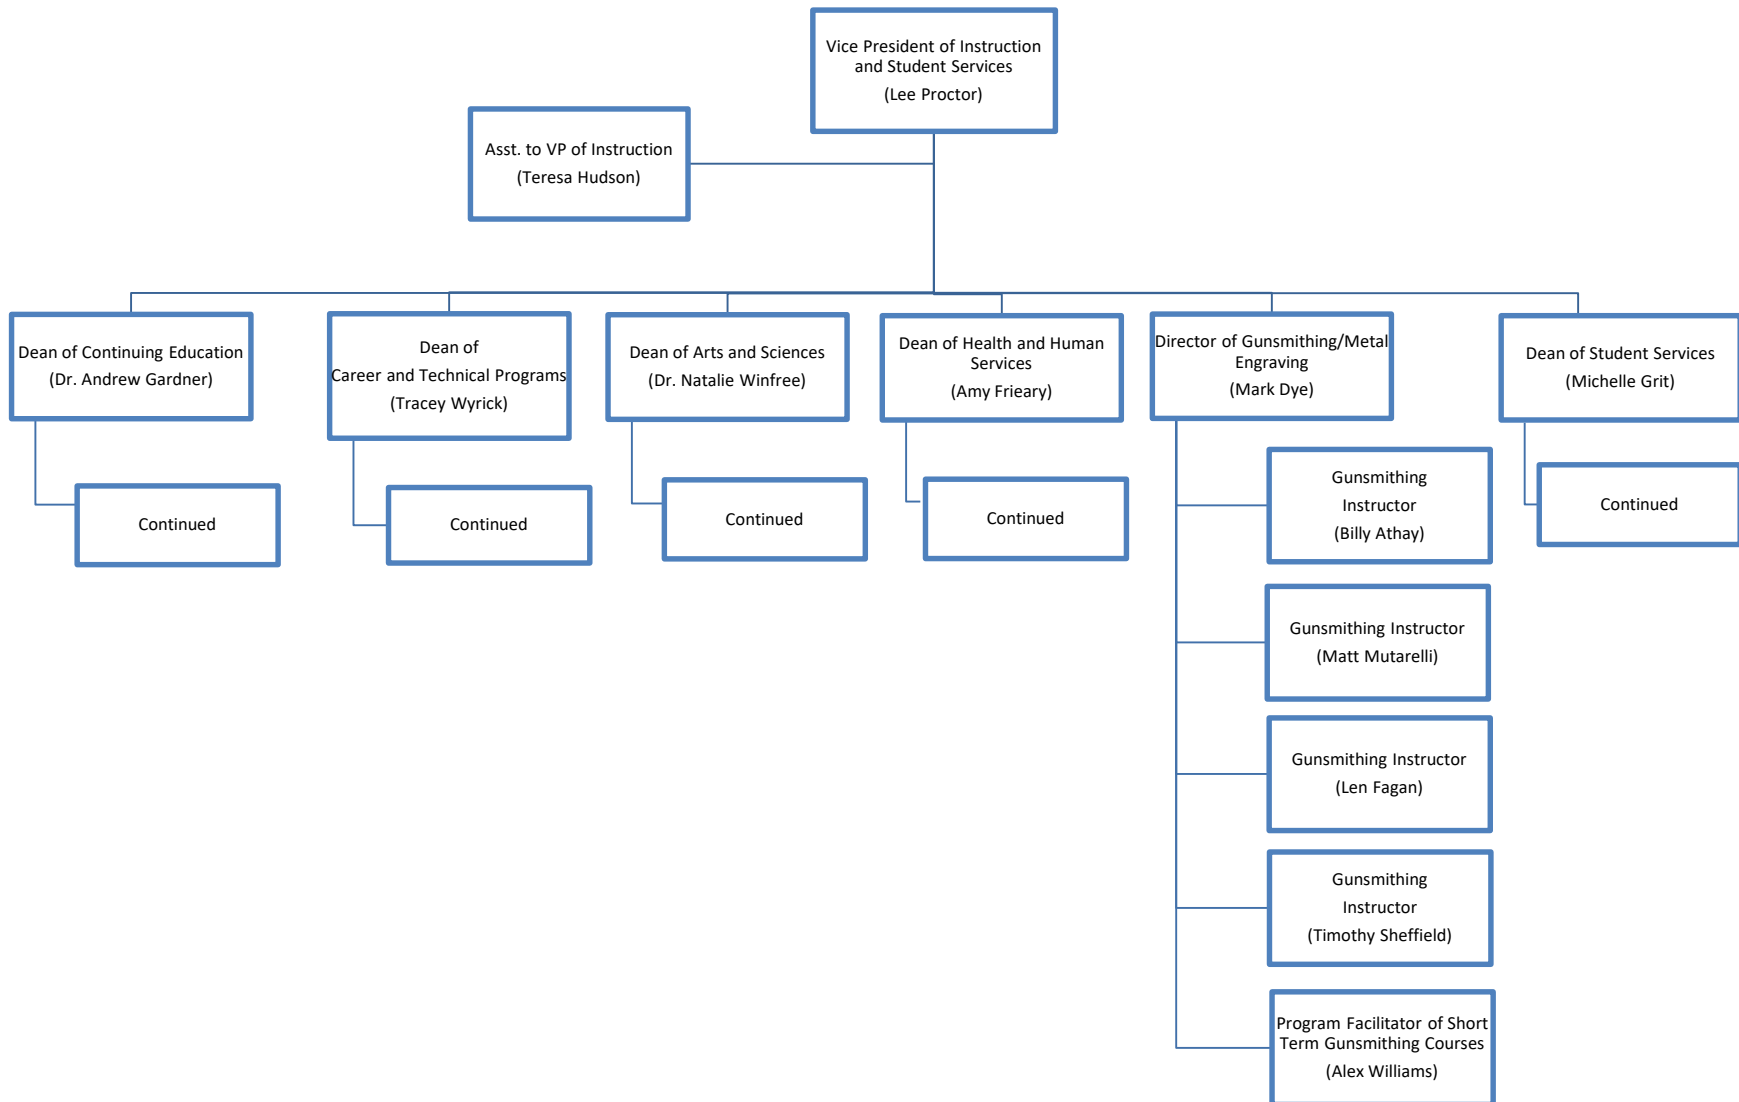 Vice President of Instruction
and Student Services
(Lee Proctor)
Asst. to VP of Instruction
(Teresa Hudson)
Dean of Continuing Education
(Dr. Andrew Gardner)
Dean of
Career and Technical Programs
(Tracey Wyrick)
Dean of Arts and Sciences
(Dr. Natalie Winfree)
Dean of Health and Human
Services
(Amy Frieary)
Director of Gunsmithing/Metal
Engraving
(Mark Dye)
Dean of Student Services
(Michelle Grit)
Continued
Continued
Continued
Continued
Gunsmithing
Instructor
(Billy Athay)
Continued
Gunsmithing Instructor
(Matt Mutarelli)
Gunsmithing Instructor
(Len Fagan)
Gunsmithing
Instructor
(Timothy Sheffield)
Program Facilitator of Short
Term Gunsmithing Courses
(Alex Williams)